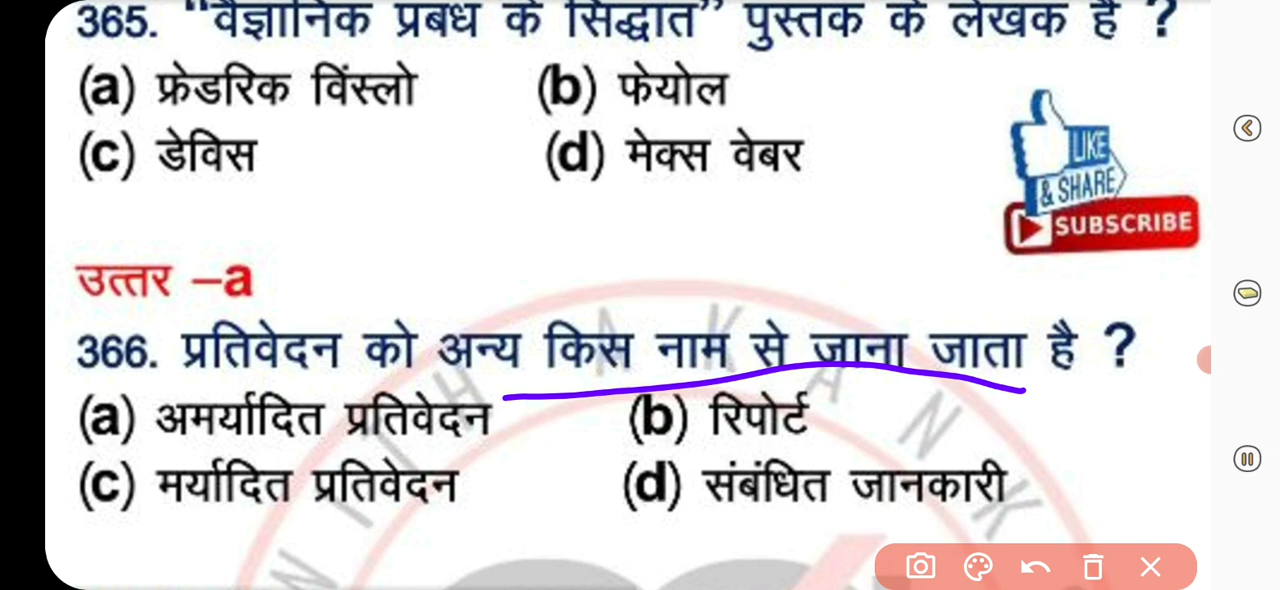 365. "वैज्ञानिक प्रबंध के सिद्धांत" पुस्तक के लेखक है ?
(a) फ्रेडरिक विंस्लो (b) फेयोल
(c) डेविस (d) मेक्स वेबर
LIKE
& SHARE
SUBSCRIBE
उत्तर –a
366. प्रतिवेदन को अन्य किस नाम से जाना जाता है ?
(a) अमर्यादित प्रतिवेदन (b) रिपोर्ट
(c) मर्यादित प्रतिवेदन (d) संबंधित जानकारी